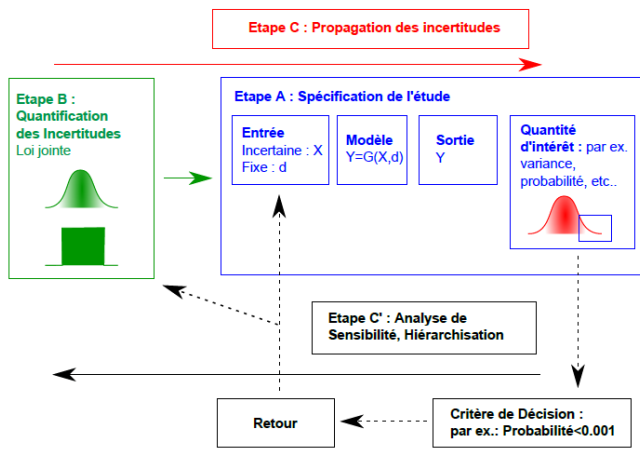 Etape C : Propagation des incertitudes
Etape B :
Quantification
des Incertitudes
Loi jointe
Etape A : Spécification de l'étude
Entrée
Incertaine : X
Fixe : d
Modèle
Y=G(X,d)
Sortie
Y
Quantité
d'intérêt : par ex.
variance,
probabilité, etc..
Etape C' : Analyse de
Sensibilité, Hiérarchisation
Retour
Critère de Décision :
par ex.: Probabilité<0.001